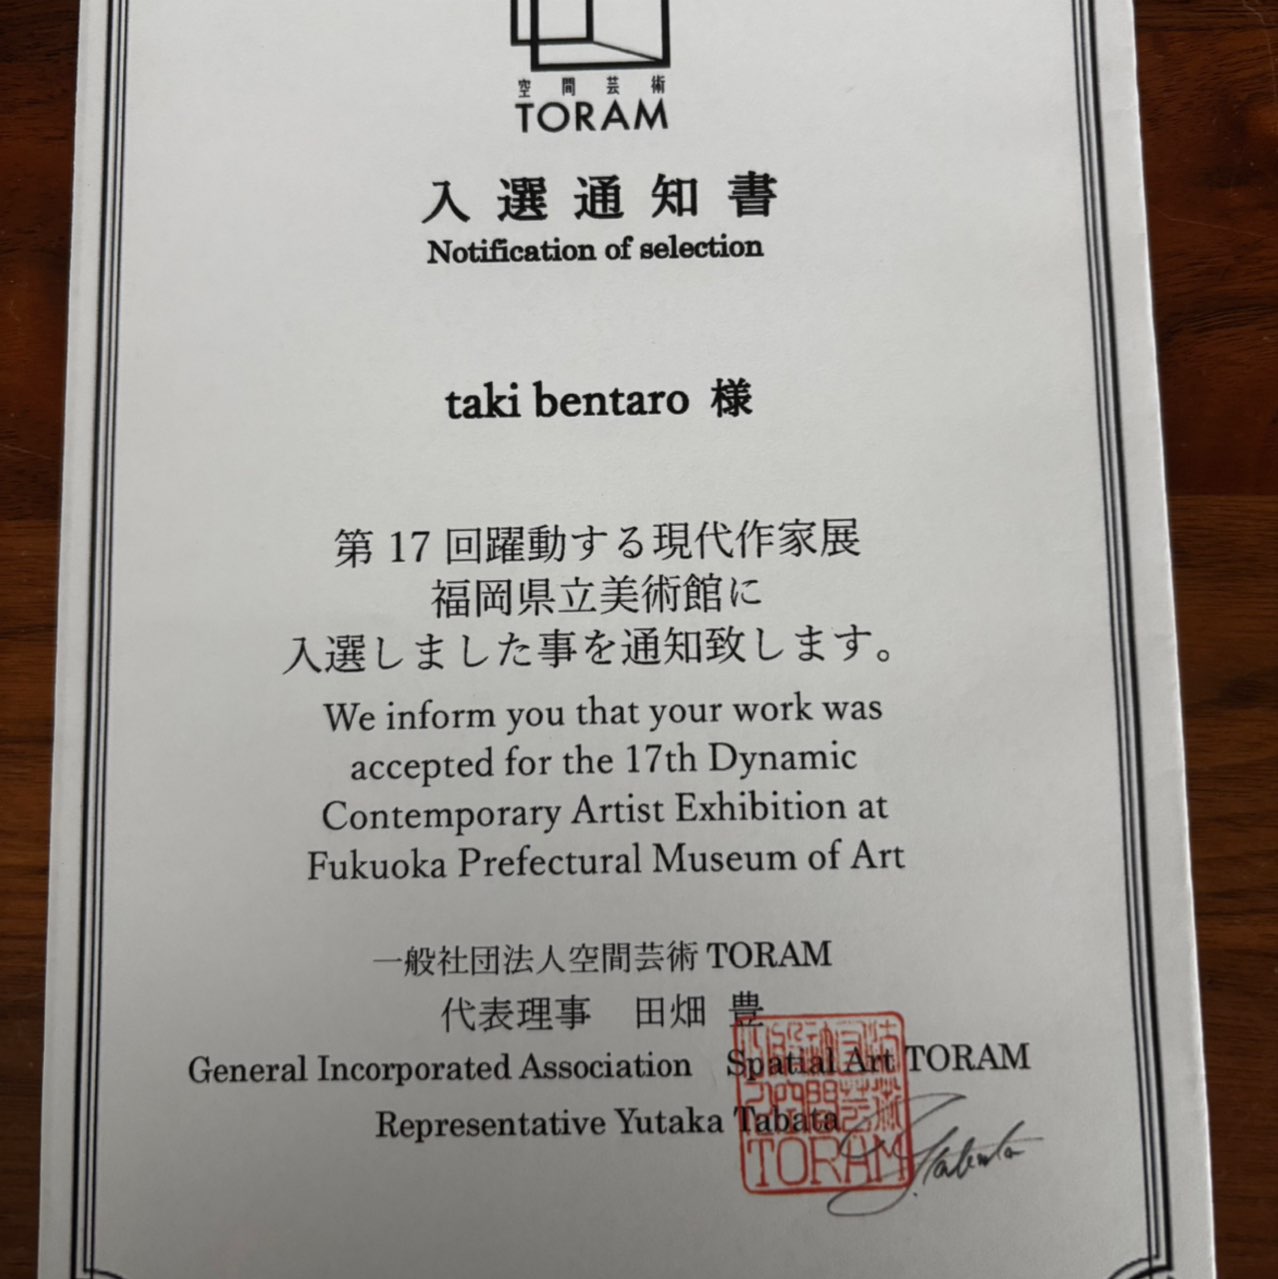 空間芸術
TORAM
入選通知書
Notification of selection
taki bentaro 様
第 17 回躍動する現代作家展
福岡県立美術館に
入選しました事を通知致します。
We inform you that your work was
accepted for the 17th Dynamic
Contemporary Artist Exhibition at
Fukuoka Prefectural Museum of Art
一般社団法人空間芸術 TORAM
代表理事 田畑 豊
General Incorporated Association Spatial Art TORAM
Representative Yutaka Tabata
TORAM